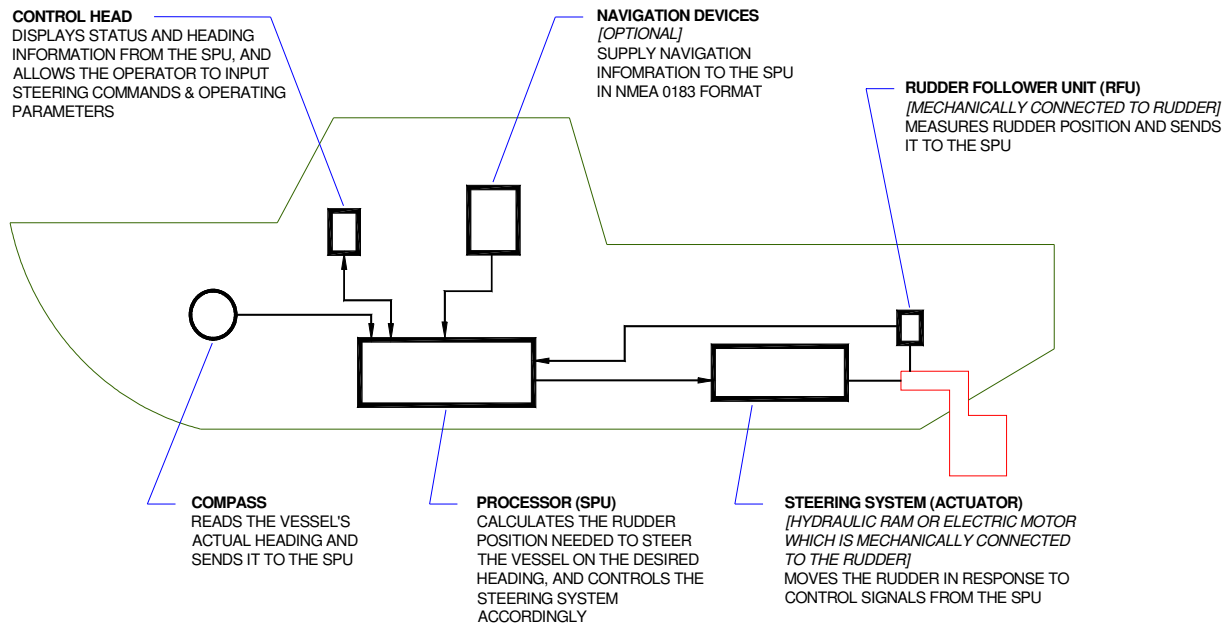 CONTROL HEAD
DISPLAYS STATUS AND HEADING
INFORMATION FROM THE SPU, AND
ALLOWS THE OPERATOR TO INPUT
STEERING COMMANDS & OPERATING
PARAMETERS
NAVIGATION DEVICES
[OPTIONAL]
SUPPLY NAVIGATION
INFOMRATION TO THE SPU
IN NMEA 0183 FORMAT
RUDDER FOLLOWER UNIT (RFU)
[MECHANICALLY CONNECTED TO RUDDER]
MEASURES RUDDER POSITION AND SENDS
IT TO THE SPU
COMPASS
READS THE VESSEL'S
ACTUAL HEADING AND
SENDS IT TO THE SPU
PROCESSOR (SPU)
CALCULATES THE RUDDER
POSITION NEEDED TO STEER
THE VESSEL ON THE DESIRED
HEADING, AND CONTROLS THE
STEERING SYSTEM
ACCORDINGLY
STEERING SYSTEM (ACTUATOR)
[HYDRAULIC RAM OR ELECTRIC MOTOR
WHICH IS MECHANICALLY CONNECTED
TO THE RUDDER]
MOVES THE RUDDER IN RESPONSE TO
CONTROL SIGNALS FROM THE SPU